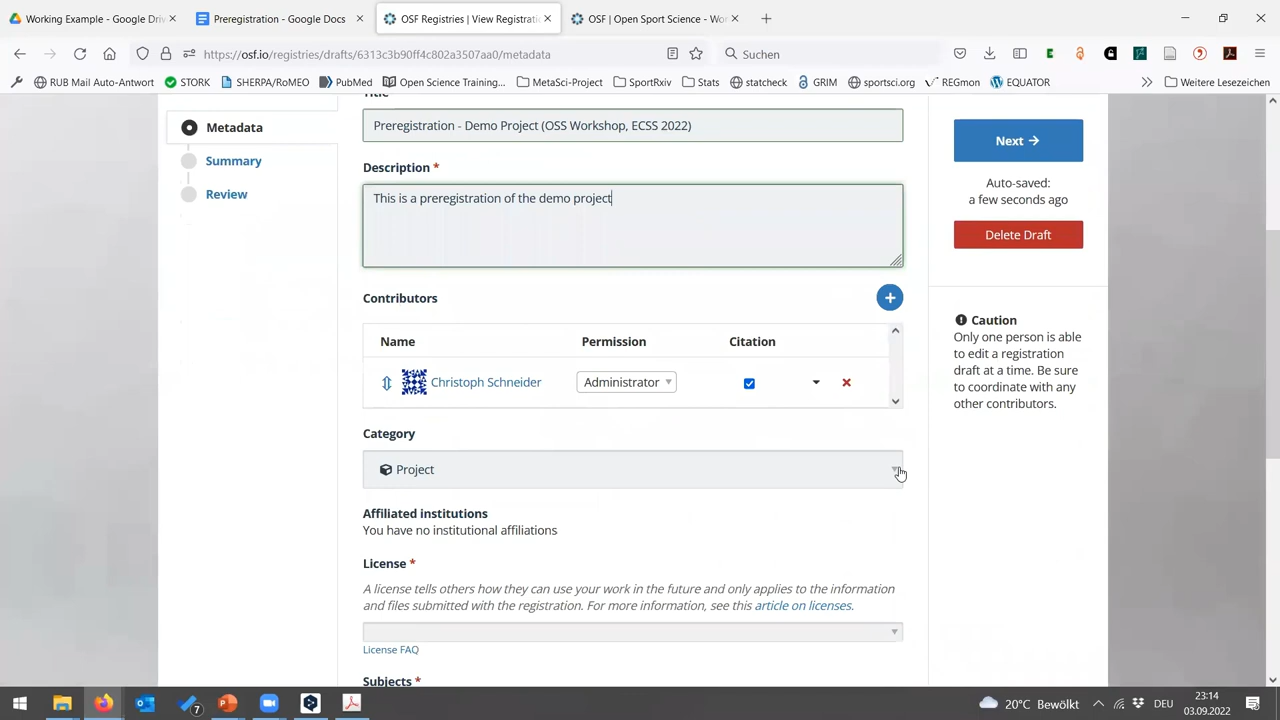 Working Example - Google Driv
Preregistration - Google Docs
OSF Registries | View Registratio
OSF | Open Sport Science - Wor
https://osf.io/registries/drafts/6313c3b90ff4c802a3507aa0/metadata
Suchen
RUB Mail Auto-Antwort
STORK
SHERPA/RoMEO
PubMed
Open Science Training...
MetaSci-Project
SportRxiv
Stats
statcheck
GRIM
sportsci.org
REGmon
EQUATOR
Weitere Lesezeichen
Metadata
Summary
Review
Title
Preregistration - Demo Project (OSS Workshop, ECSS 2022)
Description *
This is a preregistration of the demo project
Contributors
Name Permission Citation
Christoph Schneider Administrator
Category
Project
Affiliated institutions
You have no institutional affiliations
License *
A license tells others how they can use your work in the future and only applies to the information
and files submitted with the registration. For more information, see this article on licenses.
License FAQ
Subjects *
Next
Auto-saved:
a few seconds ago
Delete Draft
Caution
Only one person is able
to edit a registration
draft at a time. Be sure
to coordinate with any
other contributors.
7
20°C Bewölkt
DEU
23:14
03.09.2022